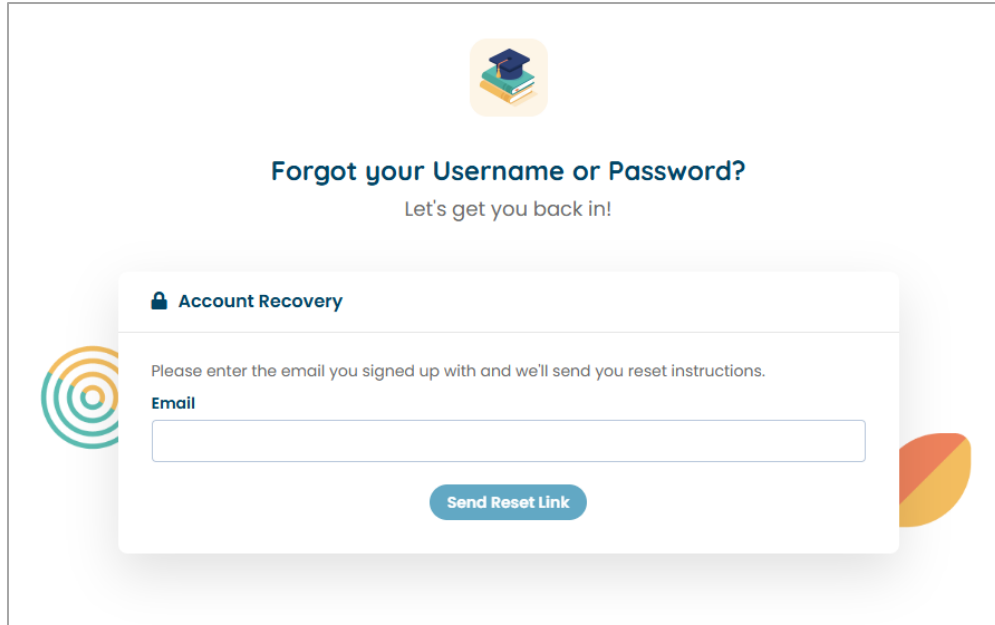 Forgot your Username or Password?
Let's get you back in!
Account Recovery
Please enter the email you signed up with and we'll send you reset instructions.
Email
Send Reset Link